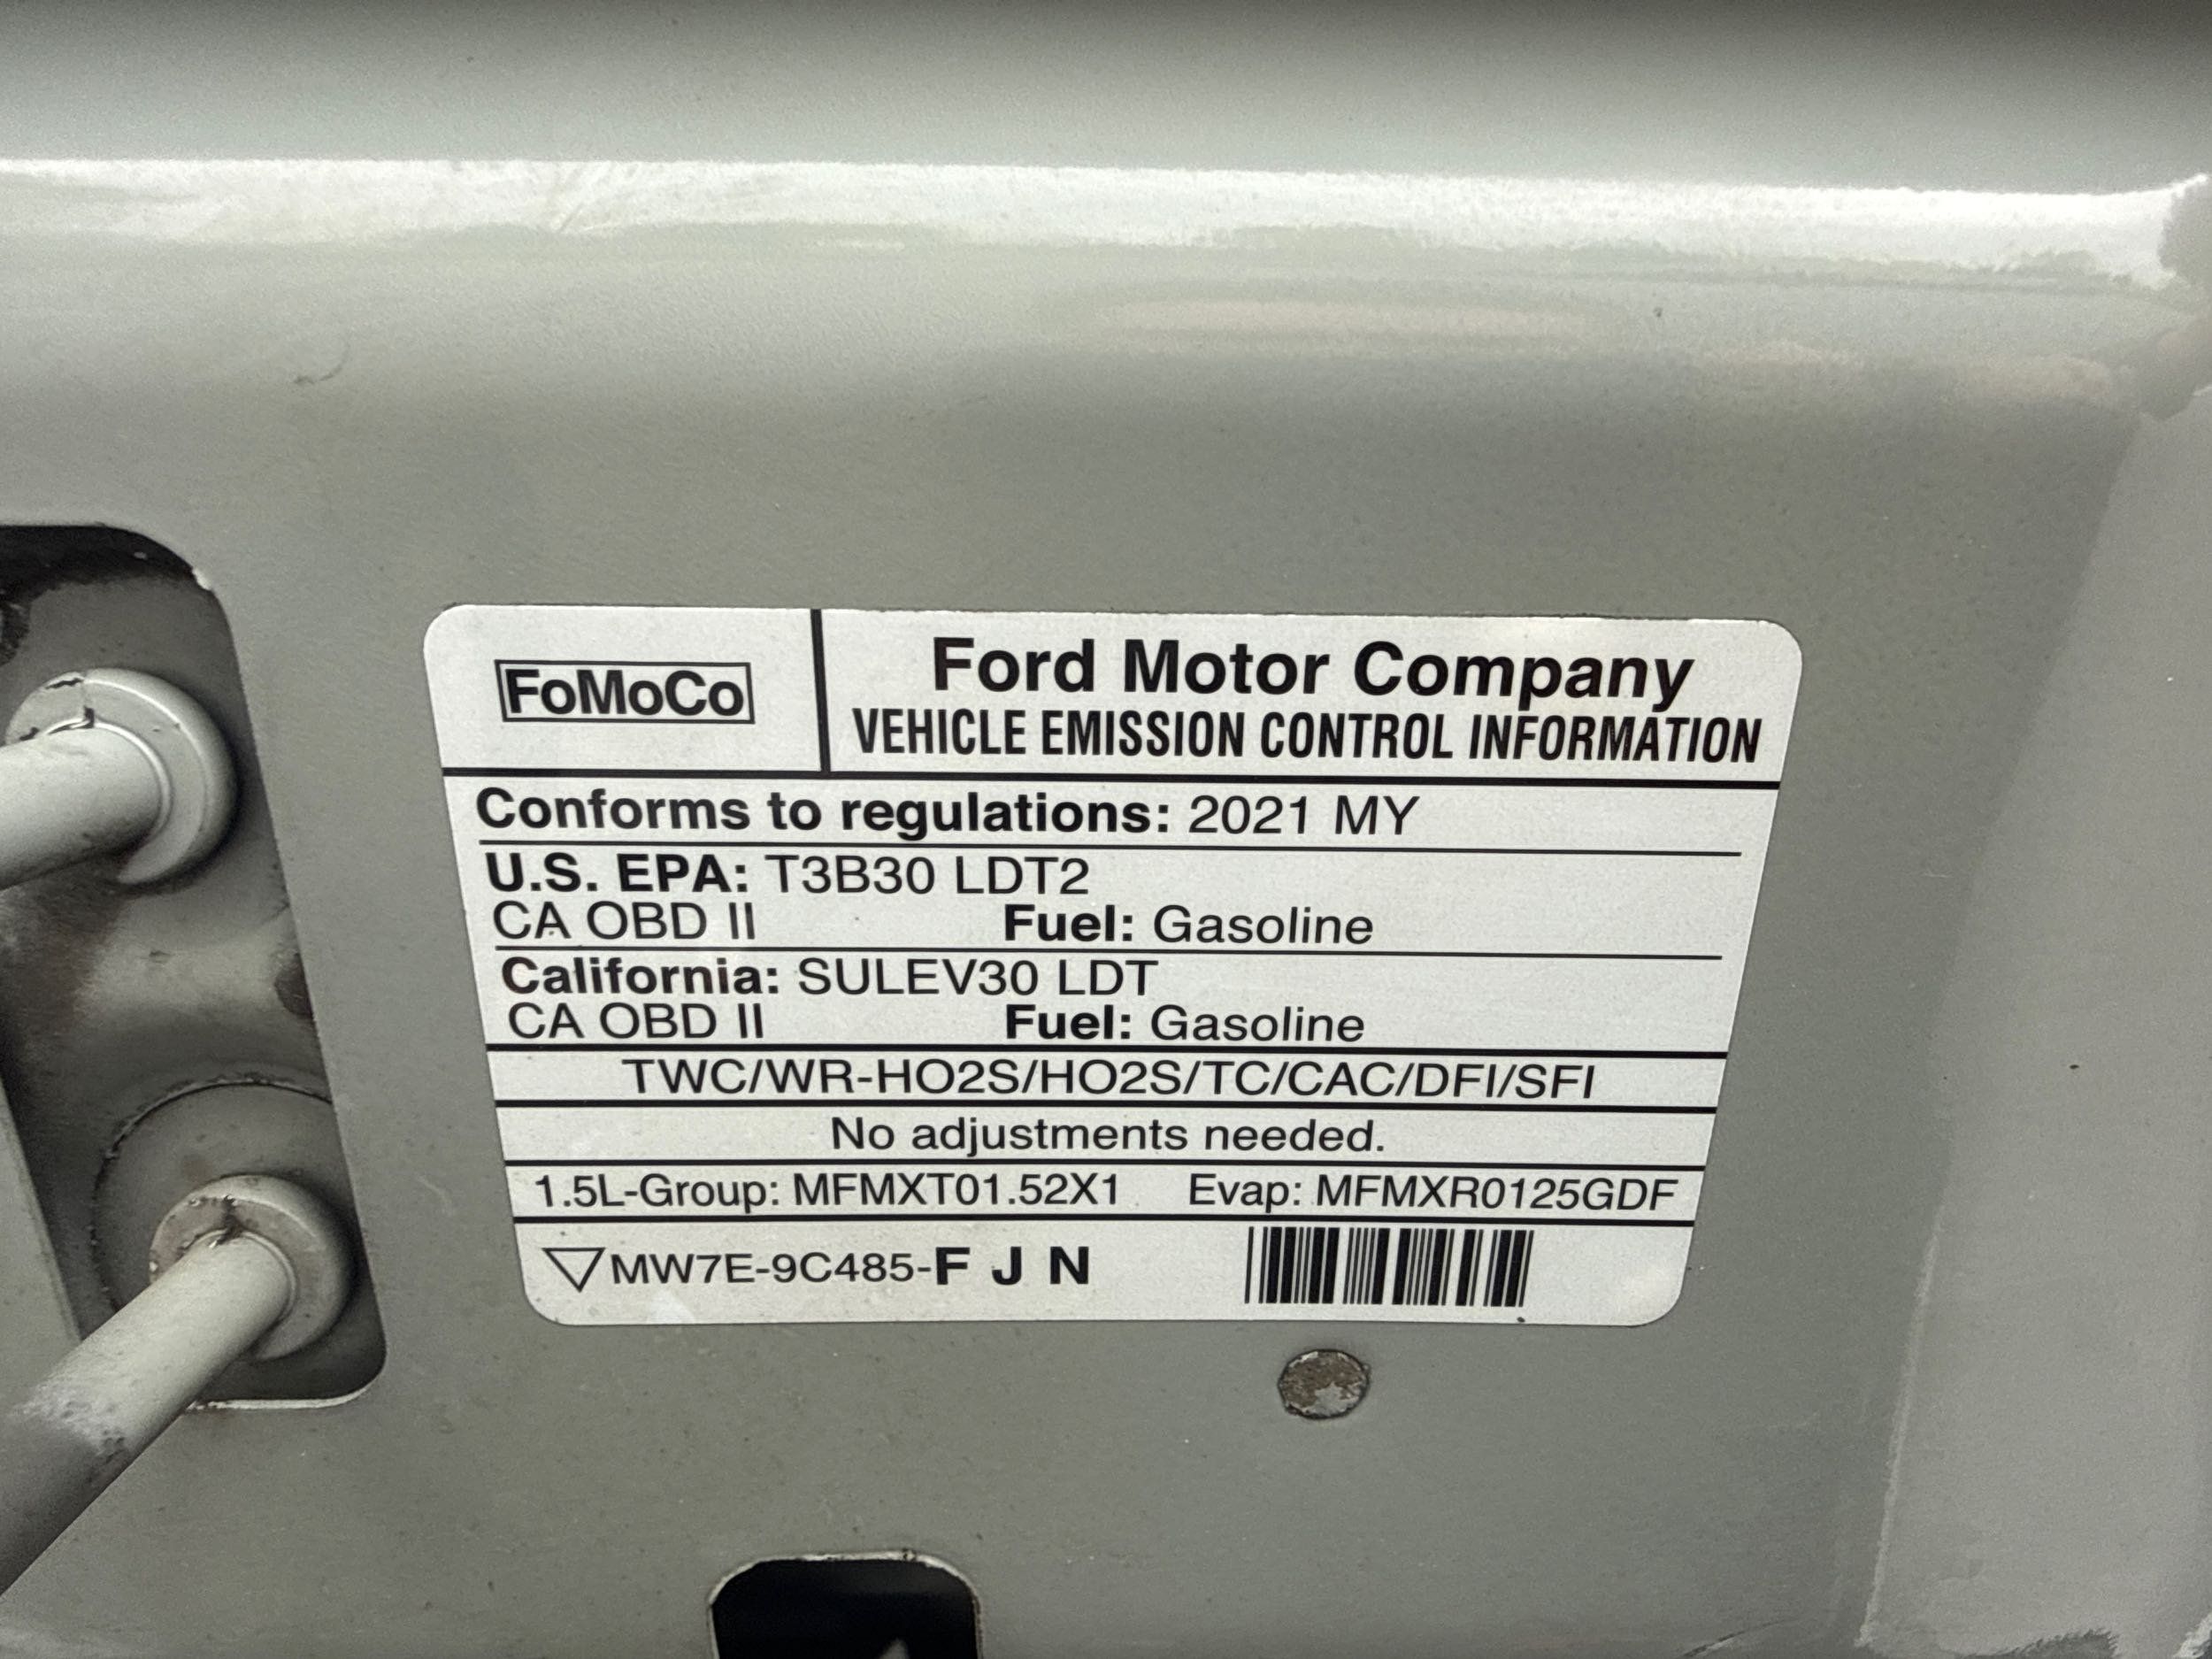 FoMoCo
Ford Motor Company
VEHICLE EMISSION CONTROL INFORMATION
Conforms to regulations: 2021 MY
U.S. EPA: T3B30 LDT2
CA OBD II Fuel: Gasoline
California: SULEV30 LDT
CA OBD II Fuel: Gasoline
TWC/WR-HO2S/HO2S/TC/CAC/DFI/SFI
No adjustments needed.
1.5L-Group: MFMXT01.52X1 Evap: MFMXR0125GDF
MW7E-9C485-F J N